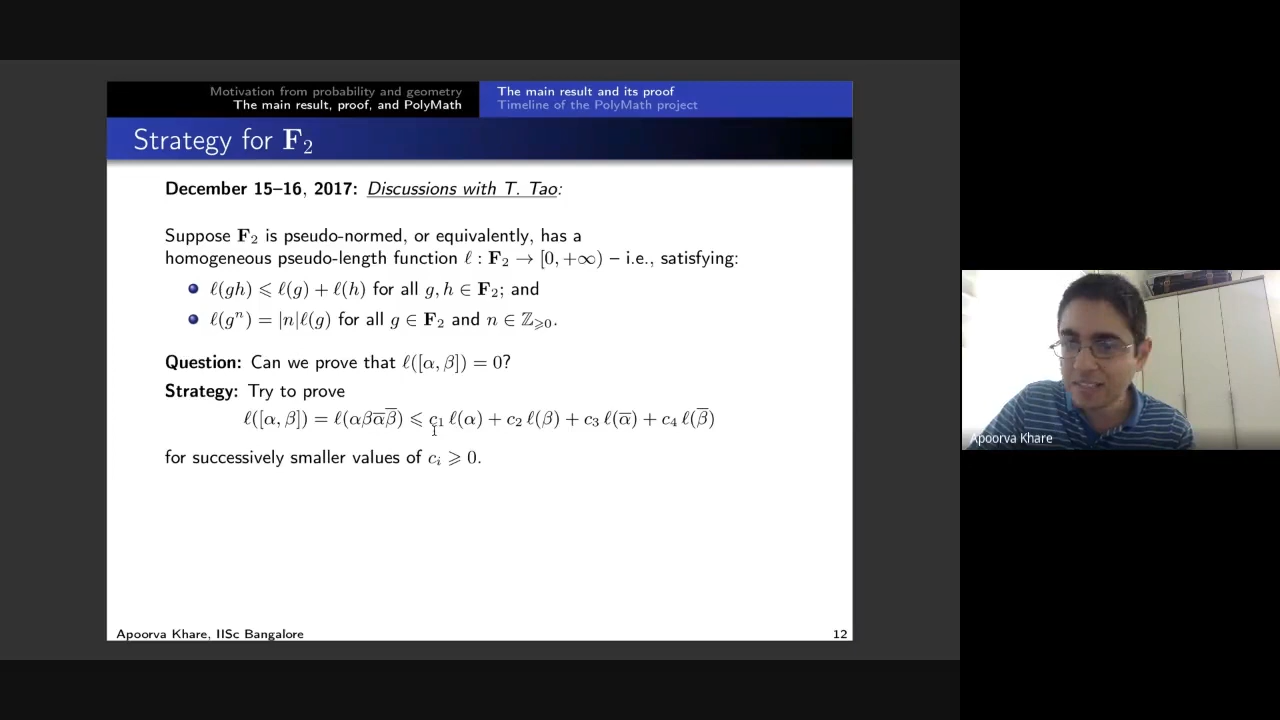 Motivation from probability and geometry
The main result, proof, and PolyMath
The main result and its proof
Timeline of the PolyMath project
Strategy for F₂
December 15–16, 2017: Discussions with T. Tao:
Suppose F₂ is pseudo-normed, or equivalently, has a
homogeneous pseudo-length function ℓ : F₂ → [0, +∞) – i.e., satisfying:
ℓ(gh) ⩽ ℓ(g) + ℓ(h) for all g, h ∈ F₂; and
ℓ(gⁿ) = |n|ℓ(g) for all g ∈ F₂ and n ∈ ℤ⩾₀.
Question: Can we prove that ℓ([α, β]) = 0?
Strategy: Try to prove
ℓ([α, β]) = ℓ(αβα̅β̅) ⩽ c₁ ℓ(α) + c₂ ℓ(β) + c₃ ℓ(α̅) + c₄ ℓ(β̅)
for successively smaller values of cᵢ ⩾ 0.
Apoorva Khare
Apoorva Khare, IISc Bangalore
12